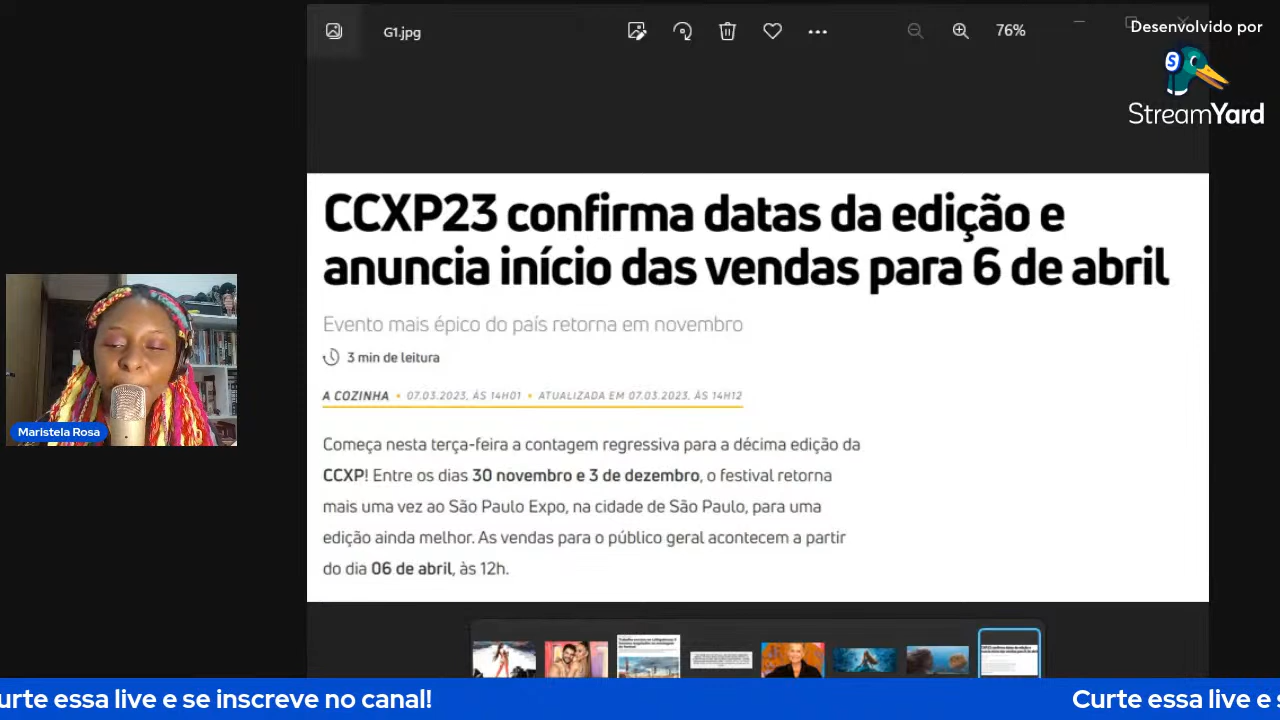 G1.jpg
76%
Desenvolvido por
StreamYard
CCXP23 confirma datas da edição e
anuncia início das vendas para 6 de abril
Evento mais épico do país retorna em novembro
3 min de leitura
A COZINHA • 07.03.2023, ÀS 14H01 • ATUALIZADA EM 07.03.2023, ÀS 14H12
Começa nesta terça-feira a contagem regressiva para a décima edição da
CCXP! Entre os dias 30 novembro e 3 de dezembro, o festival retorna
mais uma vez ao São Paulo Expo, na cidade de São Paulo, para uma
edição ainda melhor. As vendas para o público geral acontecem a partir
do dia 06 de abril, às 12h.
Maristela Rosa
urte essa live e se inscreve no canal!
Curte essa live e s